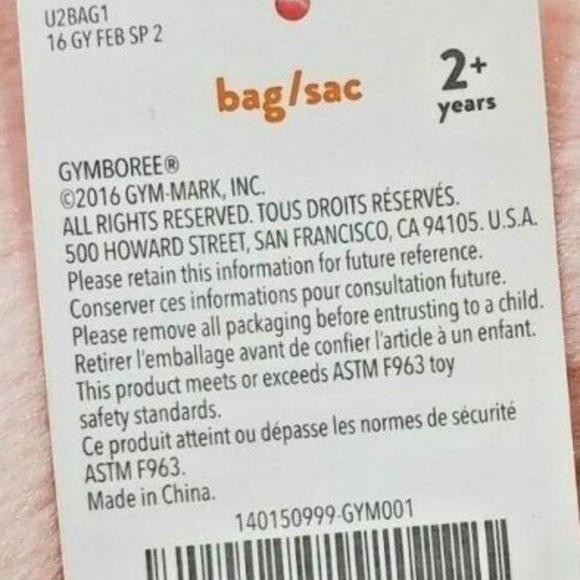 U2BAG1
16 GY FEB SP 2
bag/sac
2+
years
GYMBOREE®
©2016 GYM-MARK, INC.
ALL RIGHTS RESERVED. TOUS DROITS RÉSERVÉS.
500 HOWARD STREET, SAN FRANCISCO, CA 94105. U.S.A.
Please retain this information for future reference.
Conserver ces informations pour consultation future.
Please remove all packaging before entrusting to a child.
Retirer l'emballage avant de confier l'article à un enfant.
This product meets or exceeds ASTM F963 toy
safety standards.
Ce produit atteint ou dépasse les normes de sécurité
ASTM F963.
Made in China.
140150999-GYM001